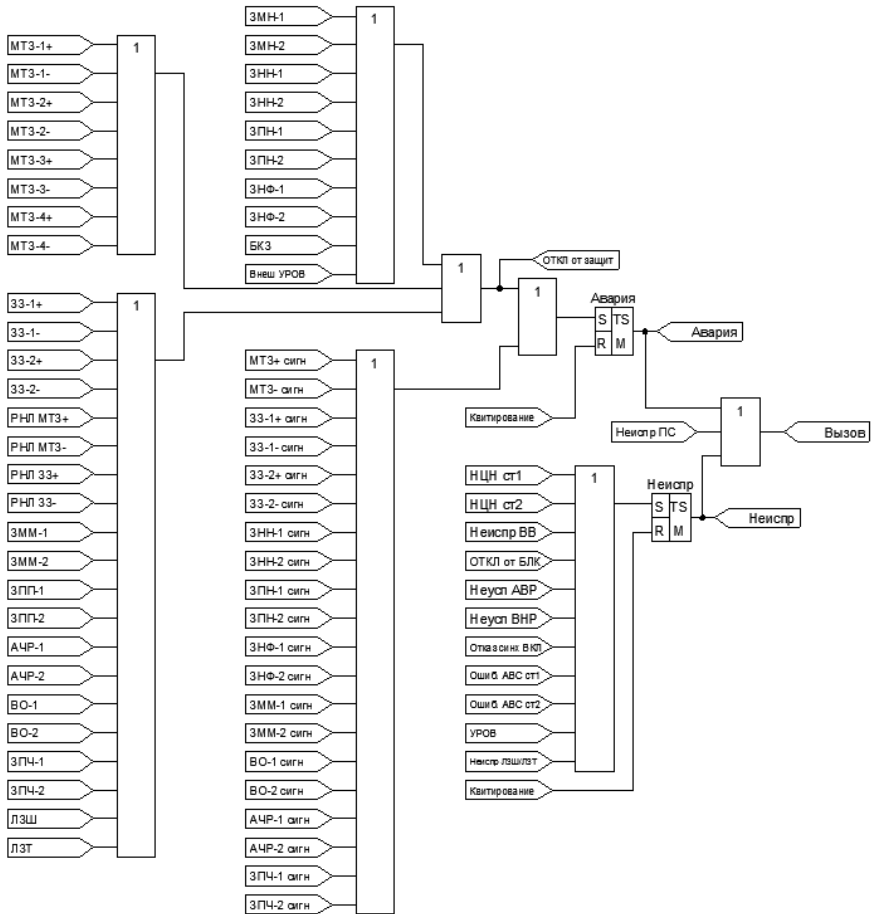 МТЗ-1+
МТЗ-1-
МТЗ-2+
МТЗ-2-
МТЗ-3+
МТЗ-3-
МТЗ-4+
МТЗ-4-
1
ЗЗ-1+
ЗЗ-1-
ЗЗ-2+
ЗЗ-2-
РНЛ МТЗ+
РНЛ МТЗ-
РНЛ ЗЗ+
РНЛ ЗЗ-
ЗММ-1
ЗММ-2
ЗПП-1
ЗПП-2
АЧР-1
АЧР-2
ВО-1
ВО-2
ЗПЧ-1
ЗПЧ-2
ЛЗШ
ЛЗТ
1
ЗМН-1
ЗМН-2
ЗНН-1
ЗНН-2
ЗПН-1
ЗПН-2
ЗНФ-1
ЗНФ-2
БКЗ
Внеш УРОВ
1
МТЗ+ сигн
МТЗ- сигн
ЗЗ-1+ сигн
ЗЗ-1- сигн
ЗЗ-2+ сигн
ЗЗ-2- сигн
ЗНН-1 сигн
ЗНН-2 сигн
ЗПН-1 сигн
ЗПН-2 сигн
ЗНФ-1 сигн
ЗНФ-2 сигн
ЗММ-1 сигн
ЗММ-2 сигн
ВО-1 сигн
ВО-2 сигн
АЧР-1 сигн
АЧР-2 сигн
ЗПЧ-1 сигн
ЗПЧ-2 сигн
1
1
ОТКЛ от защит
1
Авария
S TS
R M
Авария
Квитирование
Неиспр ПС
1
Вызов
НЦН ст1
НЦН ст2
Неиспр ВВ
ОТКЛ от БЛК
Неусп АВР
Неусп ВНР
Отказ синх ВКЛ
Ошиб. АВС ст1
Ошиб. АВС ст2
УРОВ
Неиспр ЛЗШ/ЛЗТ
Квитирование
1
Неиспр
S TS
R M
Неиспр